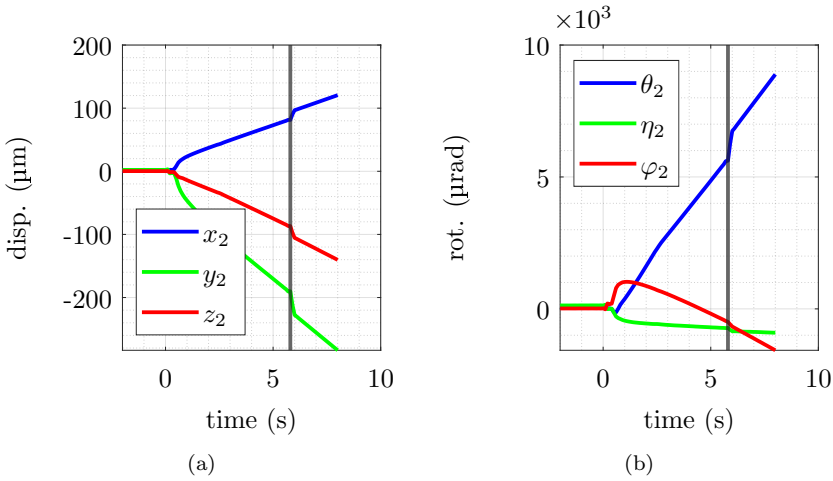 ×10³
200
100
0
-100
-200
disp. (µm)
x₂
y₂
z₂
0
5
10
time (s)
(a)
10
5
0
rot. (µrad)
θ₂
η₂
φ₂
0
5
10
time (s)
(b)